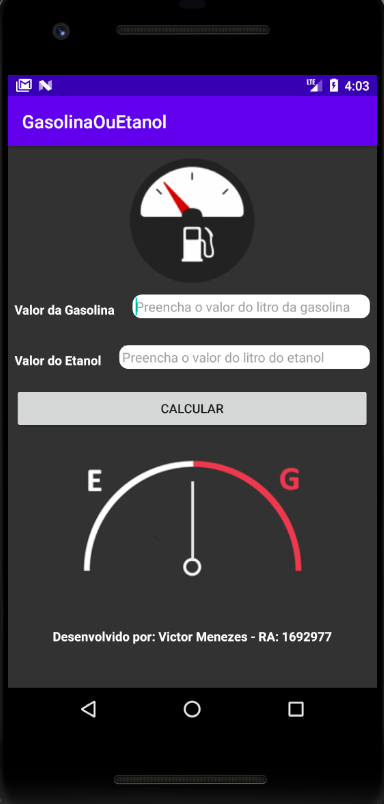 LTE 4:03
GasolinaOuEtanol
Valor da Gasolina Preencha o valor do litro da gasolina
Valor do Etanol Preencha o valor do litro do etanol
CALCULAR
E G
Desenvolvido por: Victor Menezes - RA: 1692977